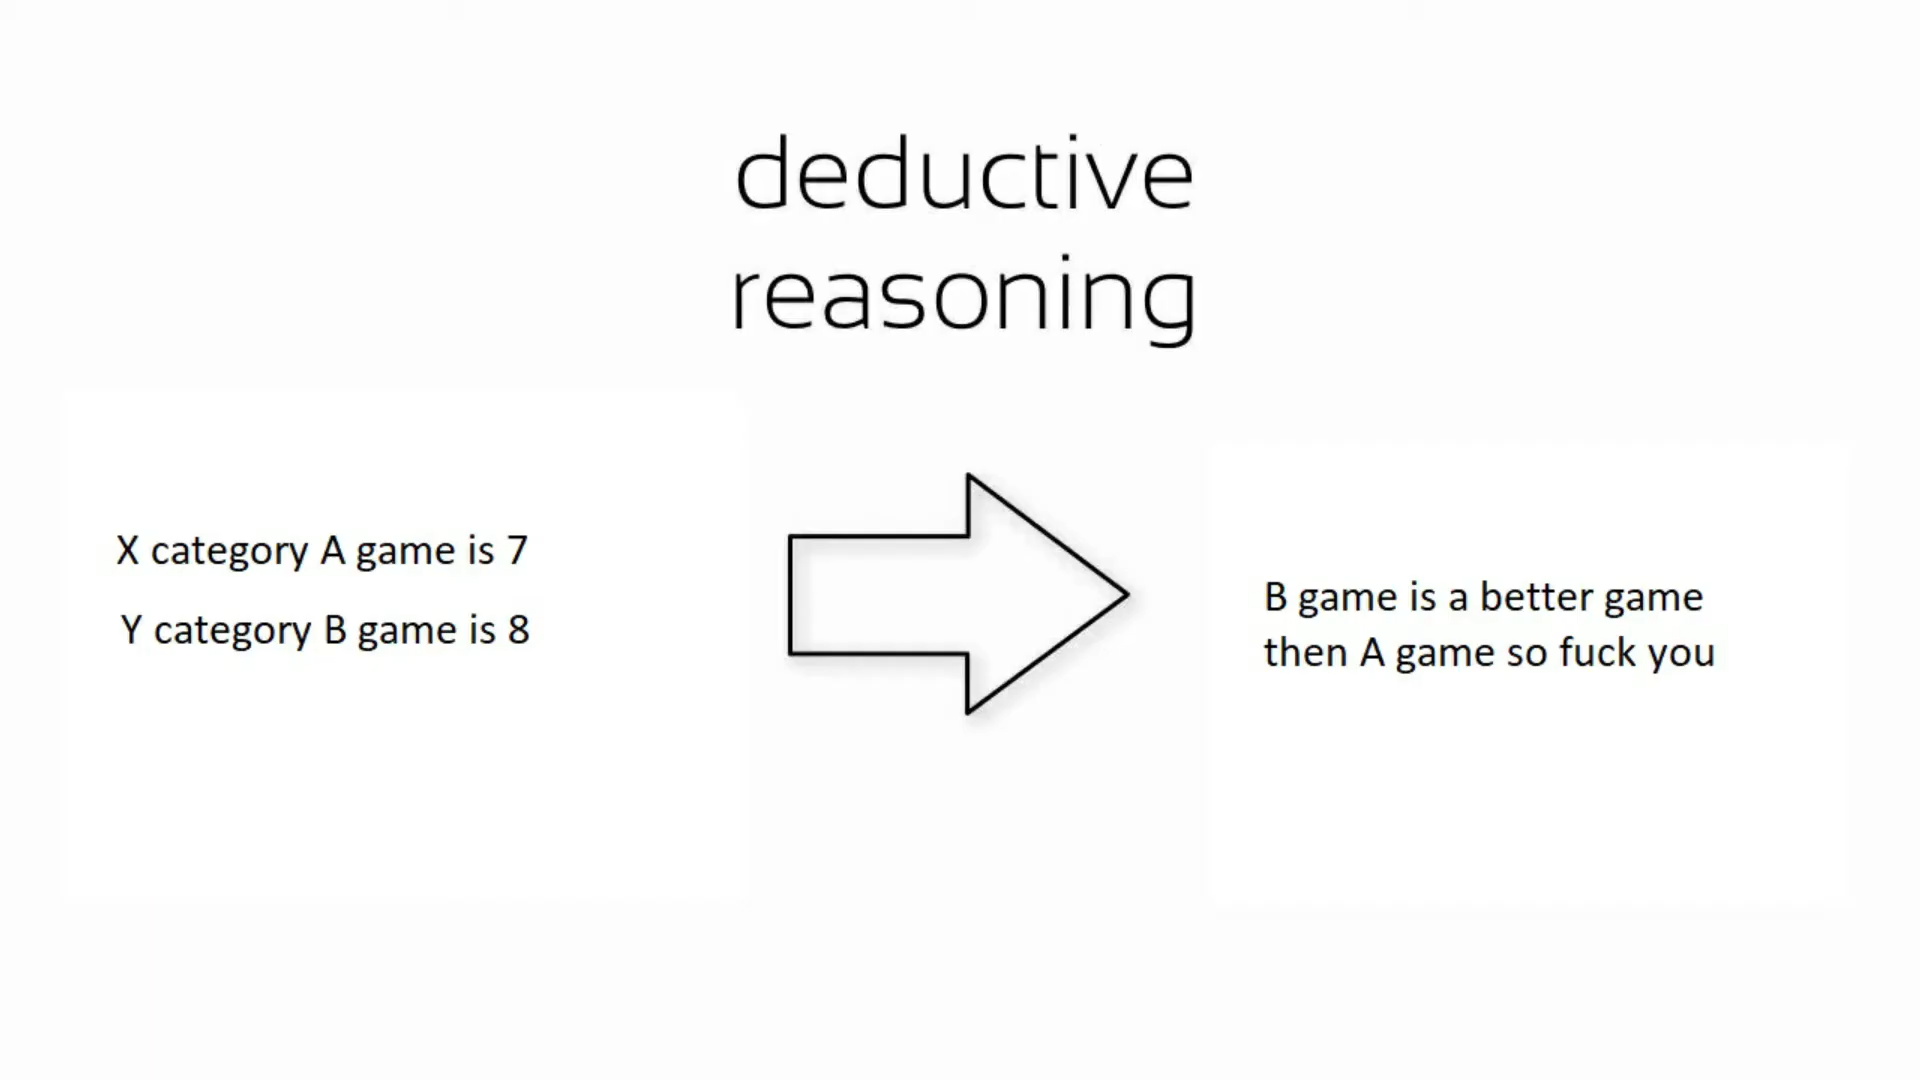 deductive
reasoning
X category A game is 7
Y category B game is 8
B game is a better game
then A game so fuck you